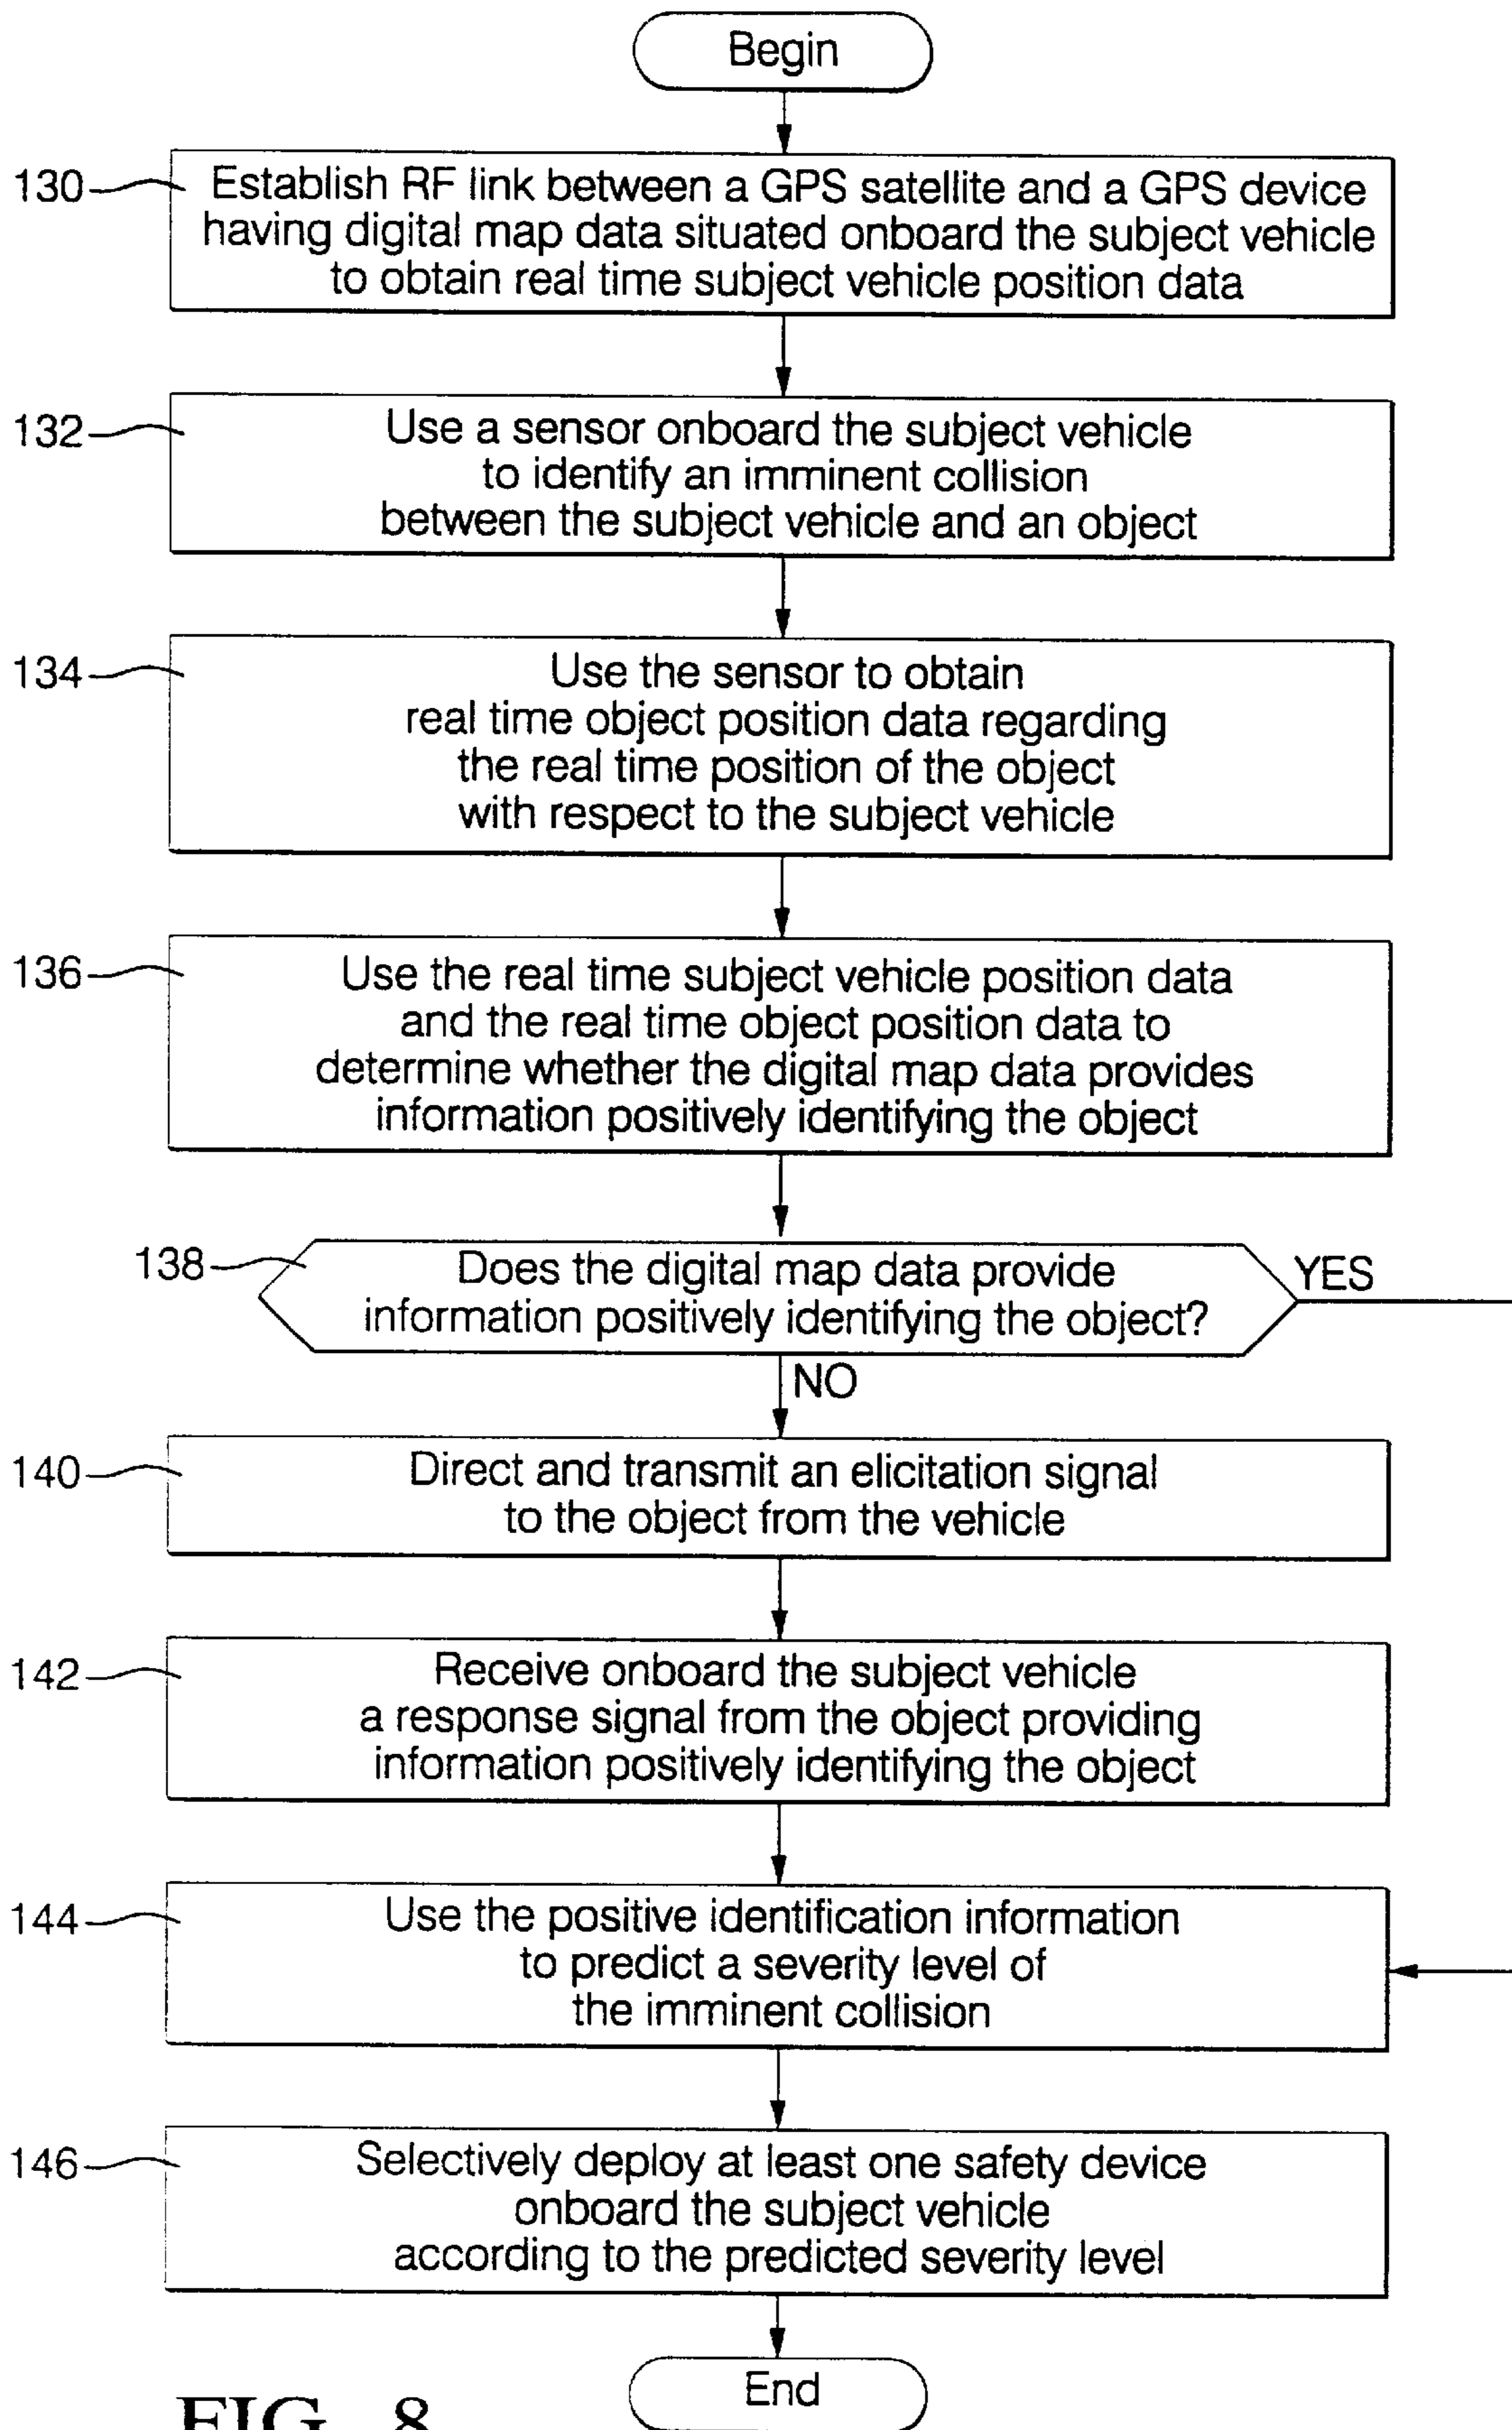 Begin
130
Establish RF link between a GPS satellite and a GPS device
having digital map data situated onboard the subject vehicle
to obtain real time subject vehicle position data
132
Use a sensor onboard the subject vehicle
to identify an imminent collision
between the subject vehicle and an object
134
Use the sensor to obtain
real time object position data regarding
the real time position of the object
with respect to the subject vehicle
136
Use the real time subject vehicle position data
and the real time object position data to
determine whether the digital map data provides
information positively identifying the object
138
Does the digital map data provide
information positively identifying the object?
YES
NO
140
Direct and transmit an elicitation signal
to the object from the vehicle
142
Receive onboard the subject vehicle
a response signal from the object providing
information positively identifying the object
144
Use the positive identification information
to predict a severity level of
the imminent collision
146
Selectively deploy at least one safety device
onboard the subject vehicle
according to the predicted severity level
End
FIG. 8